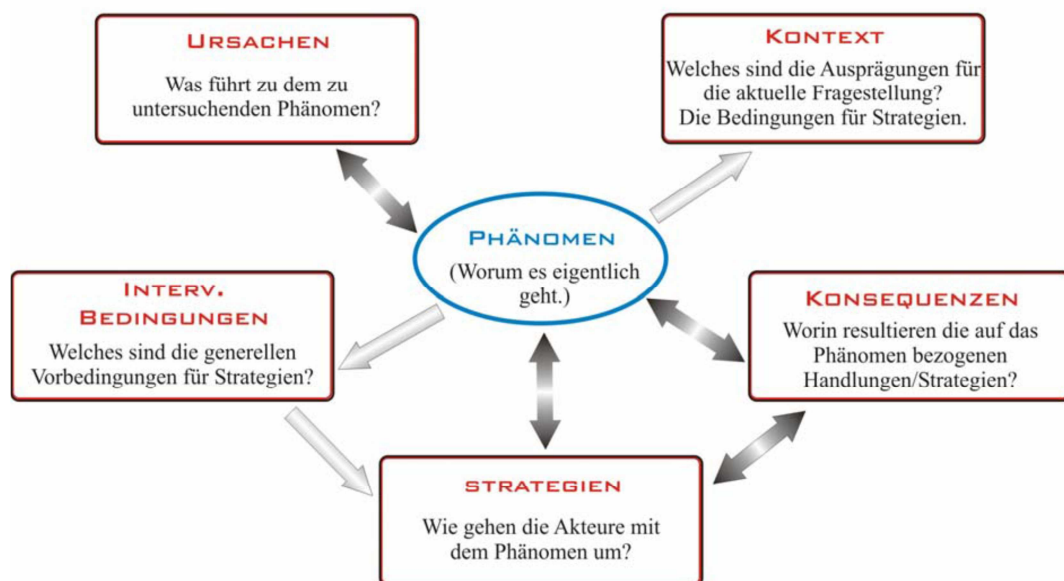 URSACHEN
Was führt zu dem zu
untersuchenden Phänomen?
KONTEXT
Welches sind die Ausprägungen für
die aktuelle Fragestellung?
Die Bedingungen für Strategien.
PHÄNOMEN
(Worum es eigentlich
geht.)
INTERV.
BEDINGUNGEN
Welches sind die generellen
Vorbedingungen für Strategien?
KONSEQUENZEN
Worin resultieren die auf das
Phänomen bezogenen
Handlungen/Strategien?
STRATEGIEN
Wie gehen die Akteure mit
dem Phänomen um?